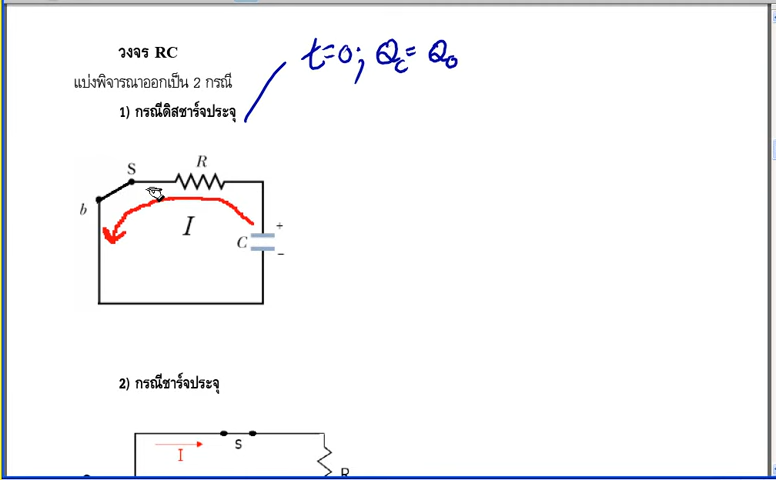 วงจร RC
t=0; Qc = Q0
แบ่งพิจารณาออกเป็น 2 กรณี
1) กรณีดิสชาร์จประจุ
S
R
b
I
C
+
-
2) กรณีชาร์จประจุ
I
S
R